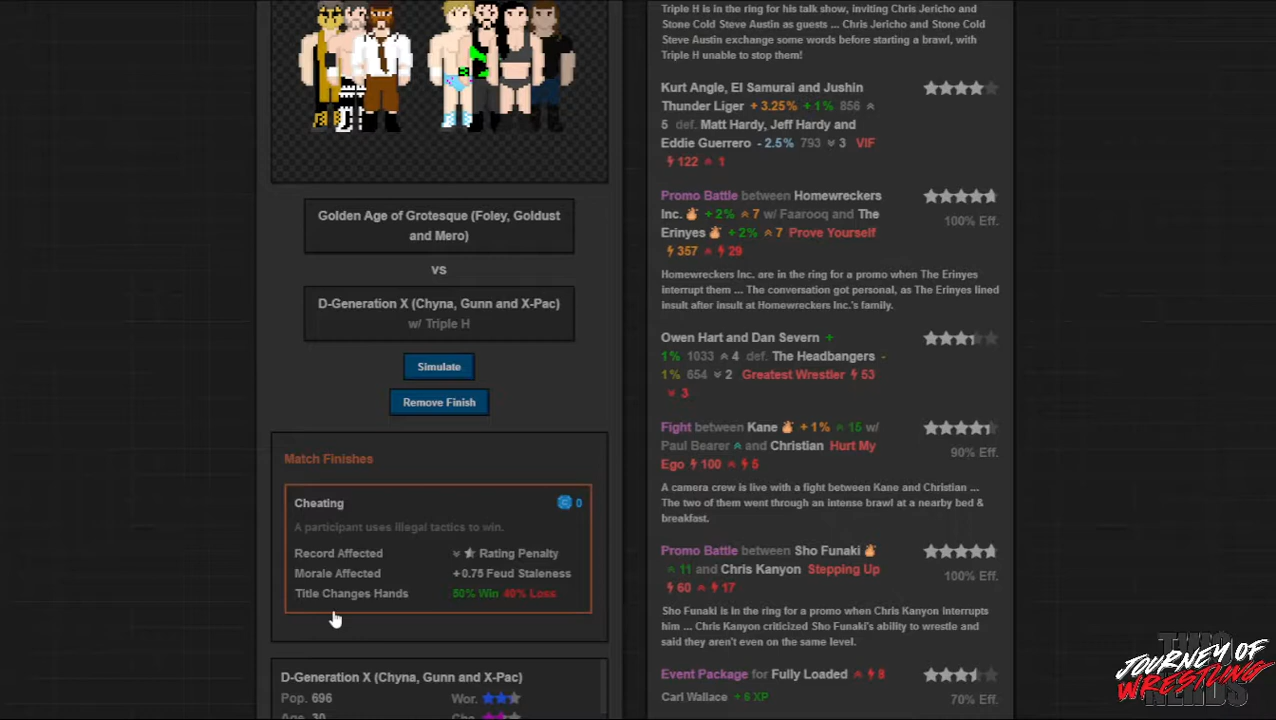 Golden Age of Grotesque (Foley, Goldust
and Mero)
vs
D-Generation X (Chyna, Gunn and X-Pac)
w/ Triple H
Simulate
Remove Finish
Match Finishes
Cheating 0
A participant uses illegal tactics to win.
Record Affected Rating Penalty
Morale Affected +0.75 Feud Staleness
Title Changes Hands 50% Win 40% Loss
D-Generation X (Chyna, Gunn and X-Pac)
Pop. 696 Wor.
Age 30 Cha
Triple H is in the ring for his talk show, inviting Chris Jericho and
Stone Cold Steve Austin as guests ... Chris Jericho and Stone Cold
Steve Austin exchange some words before starting a brawl, with
Triple H unable to stop them!
Kurt Angle, El Samurai and Jushin
Thunder Liger + 3.25% + 1% 856
5 def. Matt Hardy, Jeff Hardy and
Eddie Guerrero - 2.5% 793 3 VIF
122 1
Promo Battle between Homewreckers
Inc. + 2% 7 w/ Faarooq and The
100% Eff.
Erinyes + 2% 7 Prove Yourself
357 29
Homewreckers Inc. are in the ring for a promo when The Erinyes
interrupt them ... The conversation got personal, as The Erinyes lined
insult after insult at Homewreckers Inc.'s family.
Owen Hart and Dan Severn +
1% 1033 4 def. The Headbangers -
1% 654 2 Greatest Wrestler 53
3
Fight between Kane + 1% 15 w/
Paul Bearer and Christian Hurt My
90% Eff.
Ego 100 5
A camera crew is live with a fight between Kane and Christian ...
The two of them went through an intense brawl at a nearby bed &
breakfast.
Promo Battle between Sho Funaki
11 and Chris Kanyon Stepping Up
100% Eff.
60 17
Sho Funaki is in the ring for a promo when Chris Kanyon interrupts
him ... Chris Kanyon criticized Sho Funaki's ability to wrestle and
said they aren't even on the same level.
Event Package for Fully Loaded 8
Carl Wallace + 6 XP
70% Eff.
JOURNEY OF
WRESTLING